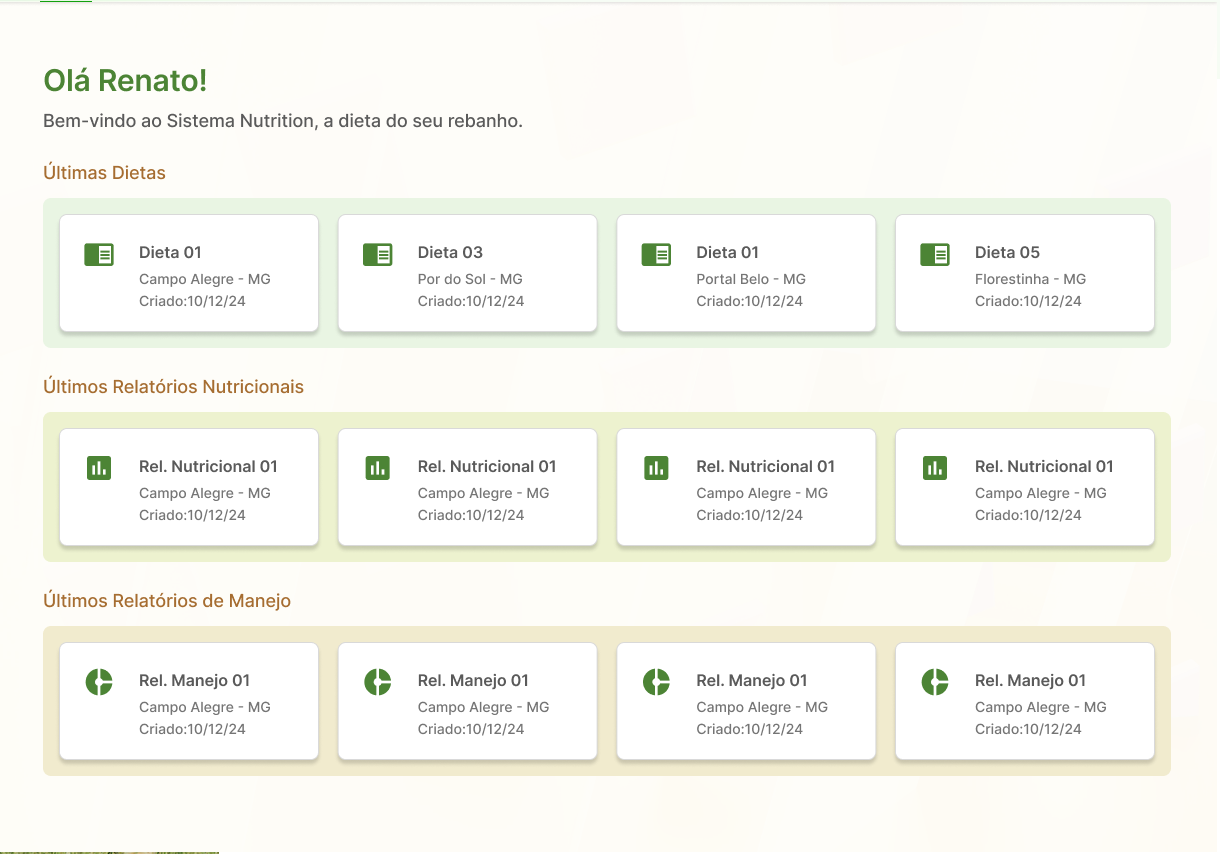 Olá Renato!
Bem-vindo ao Sistema Nutrition, a dieta do seu rebanho.
Últimas Dietas
Dieta 01
Campo Alegre - MG
Criado:10/12/24
Dieta 03
Por do Sol - MG
Criado:10/12/24
Dieta 01
Portal Belo - MG
Criado:10/12/24
Dieta 05
Florestinha - MG
Criado:10/12/24
Últimos Relatórios Nutricionais
Rel. Nutricional 01
Campo Alegre - MG
Criado:10/12/24
Rel. Nutricional 01
Campo Alegre - MG
Criado:10/12/24
Rel. Nutricional 01
Campo Alegre - MG
Criado:10/12/24
Rel. Nutricional 01
Campo Alegre - MG
Criado:10/12/24
Últimos Relatórios de Manejo
Rel. Manejo 01
Campo Alegre - MG
Criado:10/12/24
Rel. Manejo 01
Campo Alegre - MG
Criado:10/12/24
Rel. Manejo 01
Campo Alegre - MG
Criado:10/12/24
Rel. Manejo 01
Campo Alegre - MG
Criado:10/12/24